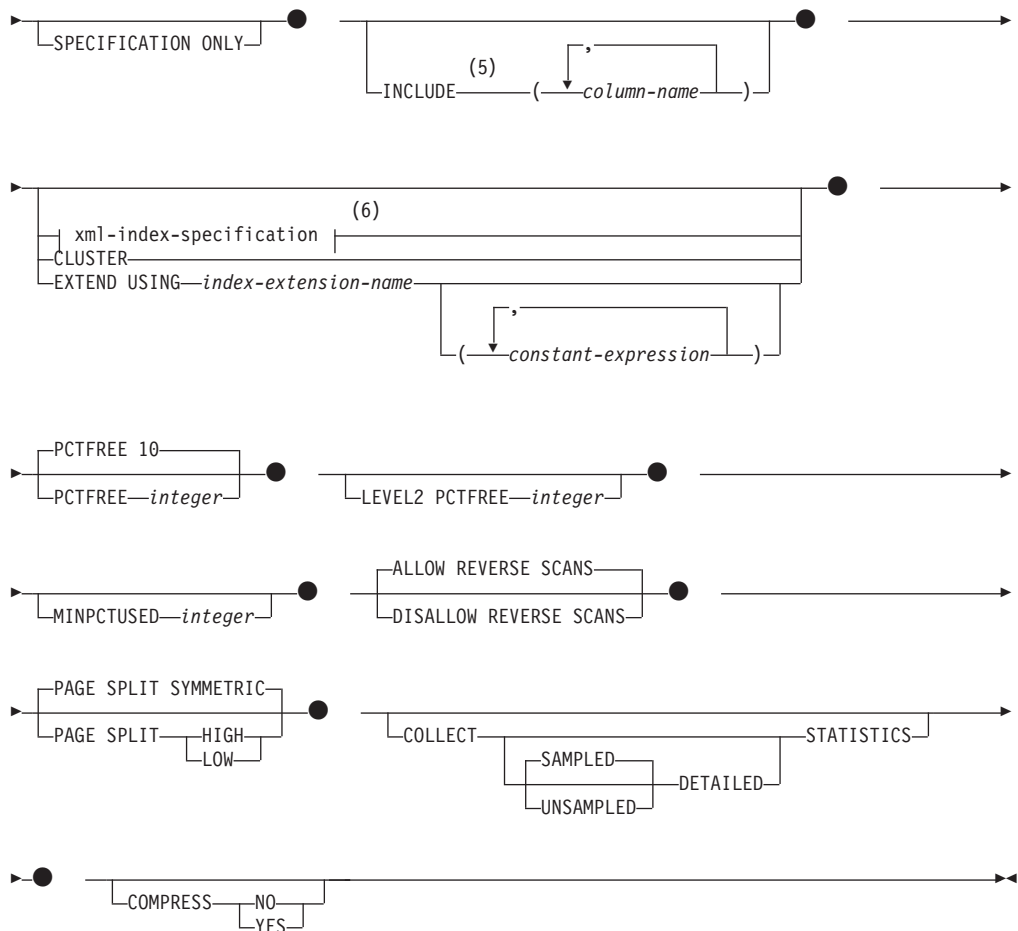 SPECIFICATION ONLY
,
(5)
INCLUDE ( column-name )
(6)
xml-index-specification
CLUSTER
EXTEND USING index-extension-name
,
( constant-expression )
PCTFREE 10
PCTFREE integer LEVEL2 PCTFREE integer
ALLOW REVERSE SCANS
MINPCTUSED integer DISALLOW REVERSE SCANS
PAGE SPLIT SYMMETRIC
PAGE SPLIT HIGH COLLECT STATISTICS
LOW SAMPLED
DETAILED
UNSAMPLED
COMPRESS NO
YES